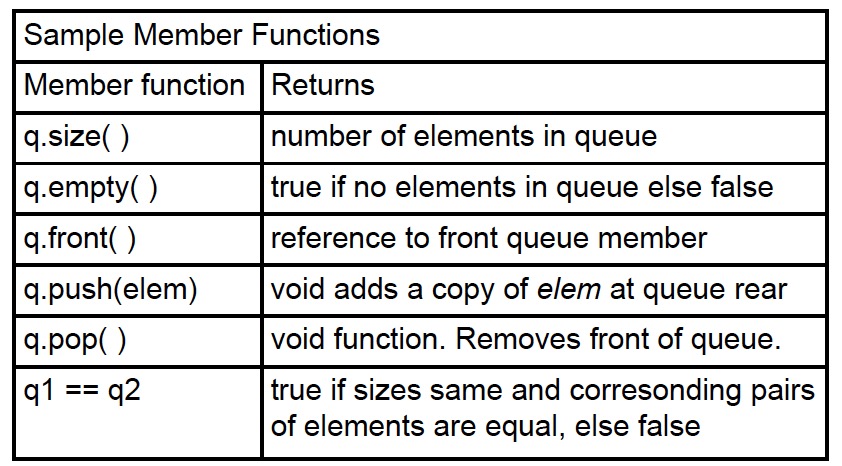 Sample Member Functions
Member function Returns
q.size( ) number of elements in queue
q.empty( ) true if no elements in queue else false
q.front( ) reference to front queue member
q.push(elem) void adds a copy of elem at queue rear
q.pop( ) void function. Removes front of queue.
q1 == q2 true if sizes same and corresonding pairs
of elements are equal, else false